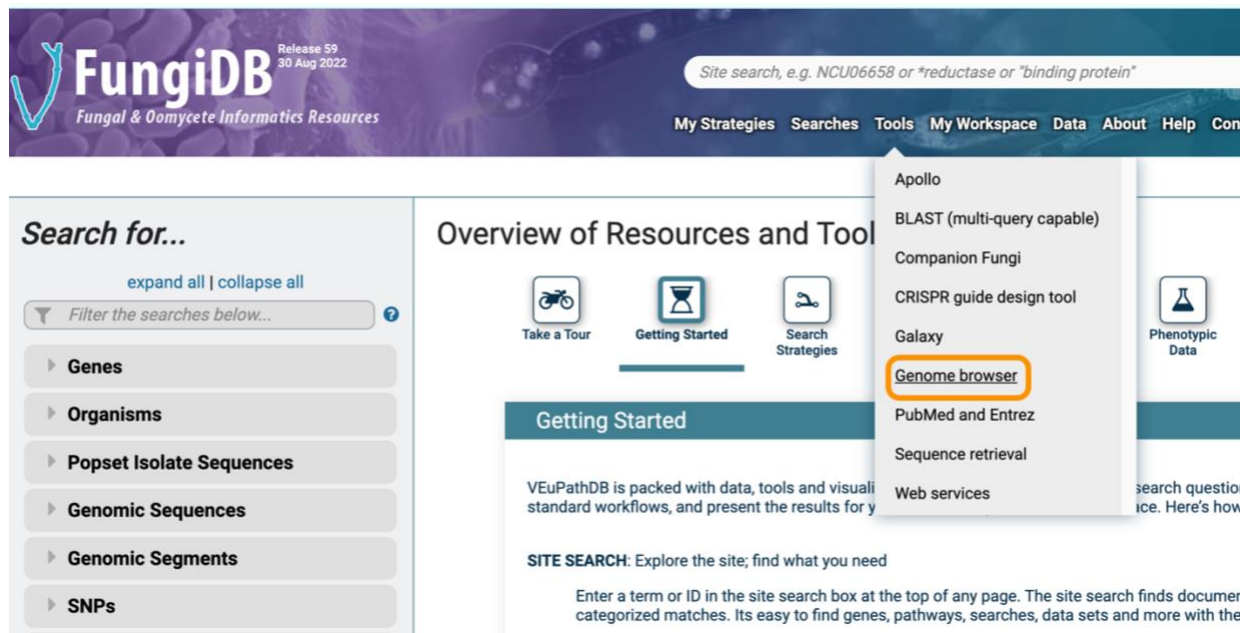 FungiDB
Release 59
30 Aug 2022
Fungal & Oomycete Informatics Resources
Site search, e.g. NCU06658 or *reductase or "binding protein"
My Strategies Searches Tools My Workspace Data About Help
Apollo
BLAST (multi-query capable)
Companion Fungi
CRISPR guide design tool
Galaxy
Genome browser
PubMed and Entrez
Sequence retrieval
Web services
Search for...
expand all | collapse all
Filter the searches below...
Genes
Organisms
Popset Isolate Sequences
Genomic Sequences
Genomic Segments
SNPs
Overview of Resources and
Take a Tour
Getting Started
Search
Strategies
Phenotypic
Data
Getting Started
VEuPathDB is packed with data, tools and search
standard workflows, and present the results for Here's how
SITE SEARCH: Explore the site; find what you need
Enter a term or ID in the site search box at the top of any page. The site search finds
categorized matches. Its easy to find genes, pathways, searches, data sets and more with the